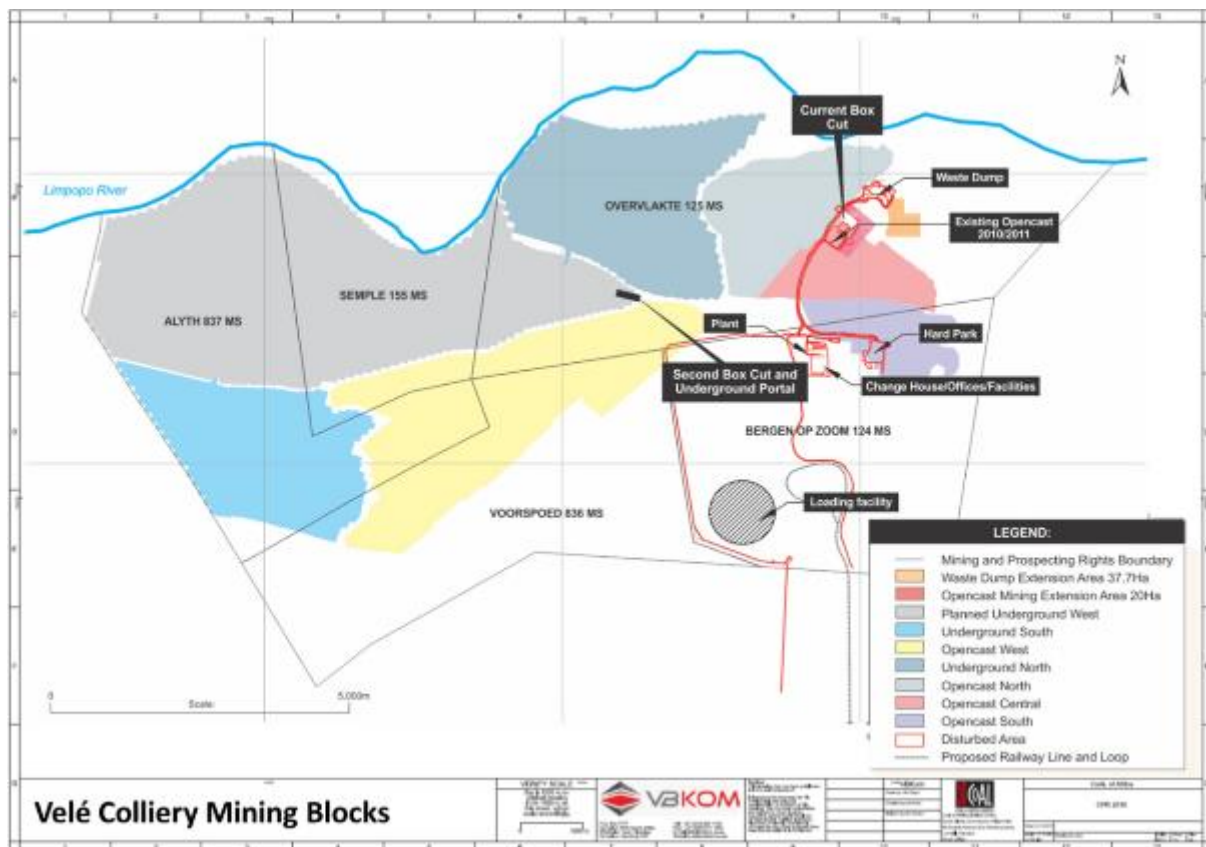 N
Current Box
Cut
Limpopo River
Waste Dump
OVERVLAKTE 125 MS
Existing Opencast
2010/2011
SEMPLE 155 MS
ALYTH 837 MS
Plant
Hard Park
Second Box Cut and
Underground Portal
Change House/Offices/Facilities
BERGEN OP ZOOM 124 MS
Loading facility
VOORSPOED 836 MS
LEGEND:
Mining and Prospecting Rights Boundary
Waste Dump Extension Area 37.7Ha
Opencast Mining Extension Area 20Ha
Planned Underground West
Underground South
Opencast West
Underground North
Opencast North
Opencast Central
Opencast South
Disturbed Area
Proposed Railway Line and Loop
0
5,000m
Scale:
Velé Colliery Mining Blocks
VERIFY SCALE
VBKOM